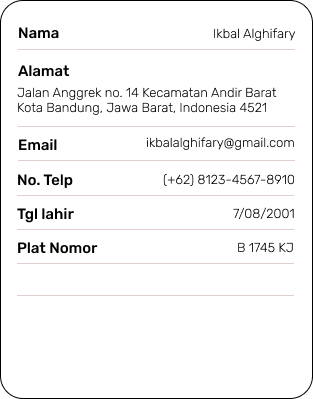 Nama Ikbal Alghifary
Alamat
Jalan Anggrek no. 14 Kecamatan Andir Barat
Kota Bandung, Jawa Barat, Indonesia 4521
Email ikbalalghifary@gmail.com
No. Telp (+62) 8123-4567-8910
Tgl lahir 7/08/2001
Plat Nomor B 1745 KJ